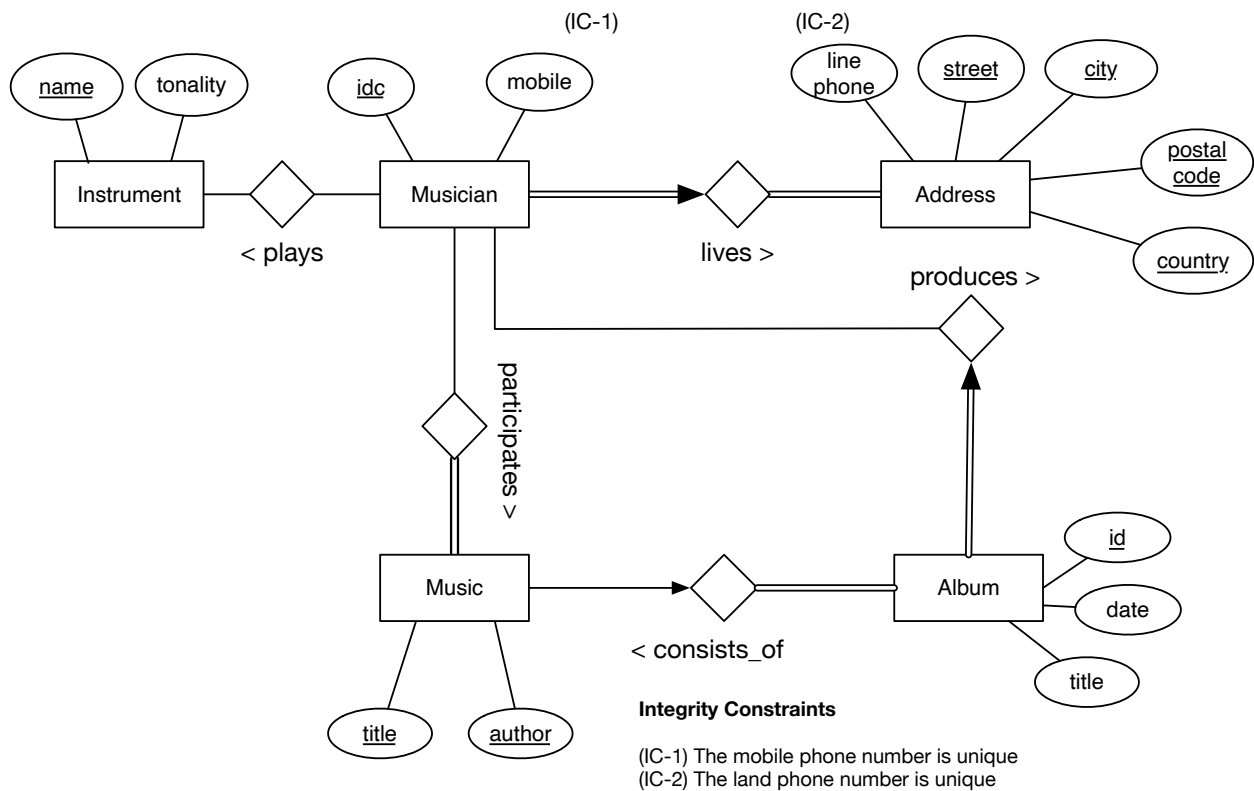 (IC-1)
(IC-2)
name
tonality
idc
mobile
line
phone
street
city
postal
code
country
Instrument
Musician
Address
< plays
lives >
produces >
participates >
Music
Album
id
date
title
< consists_of
title
author
Integrity Constraints
(IC-1) The mobile phone number is unique
(IC-2) The land phone number is unique